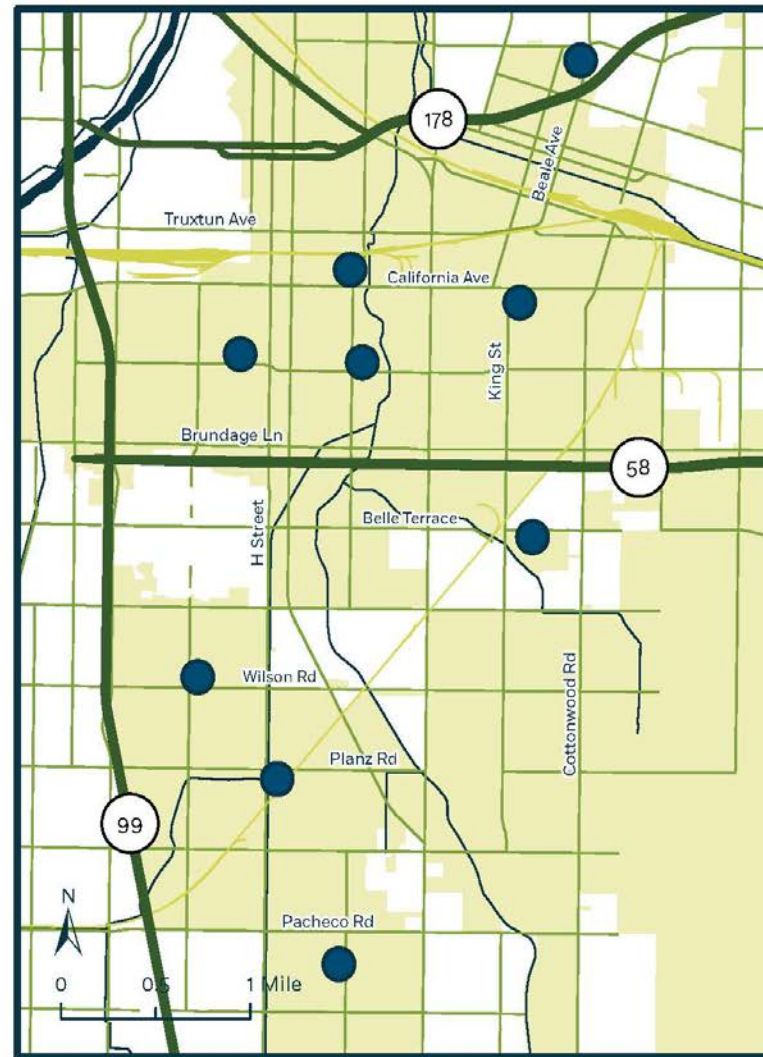 178
Beale Ave
Truxtun Ave
California Ave
King St
Brundage Ln
58
H Street
Belle Terrace
Wilson Rd
Cottonwood Rd
Planz Rd
99
N
Pacheco Rd
0 0.5 1 Mile